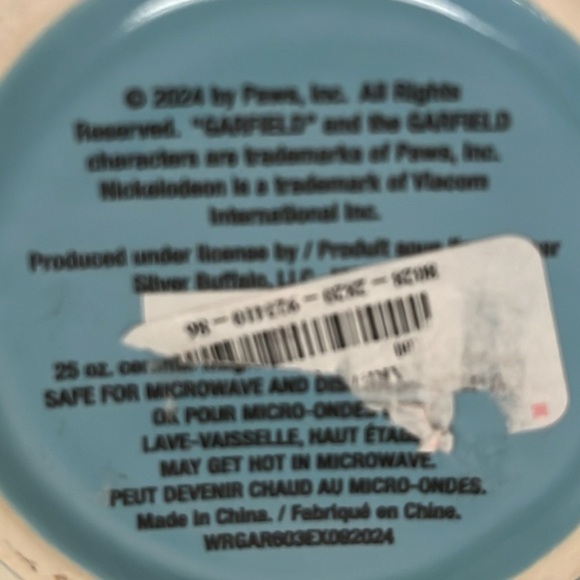 © 2024 by Paws, Inc. All Rights
Reserved. "GARFIELD" and the GARFIELD
characters are trademarks of Paws, Inc.
Nickelodeon is a trademark of Viacom
International Inc.
Produced under license by / Produit sous
Silver Buffalo, LLC.
25 oz.
SAFE FOR MICROWAVE AND
OK POUR MICRO-ONDES
LAVE-VAISSELLE, HAUT
MAY GET HOT IN MICROWAVE.
PEUT DEVENIR CHAUD AU MICRO-ONDES.
Made in China. / Fabriqué en Chine.
WRGAR603EX092024